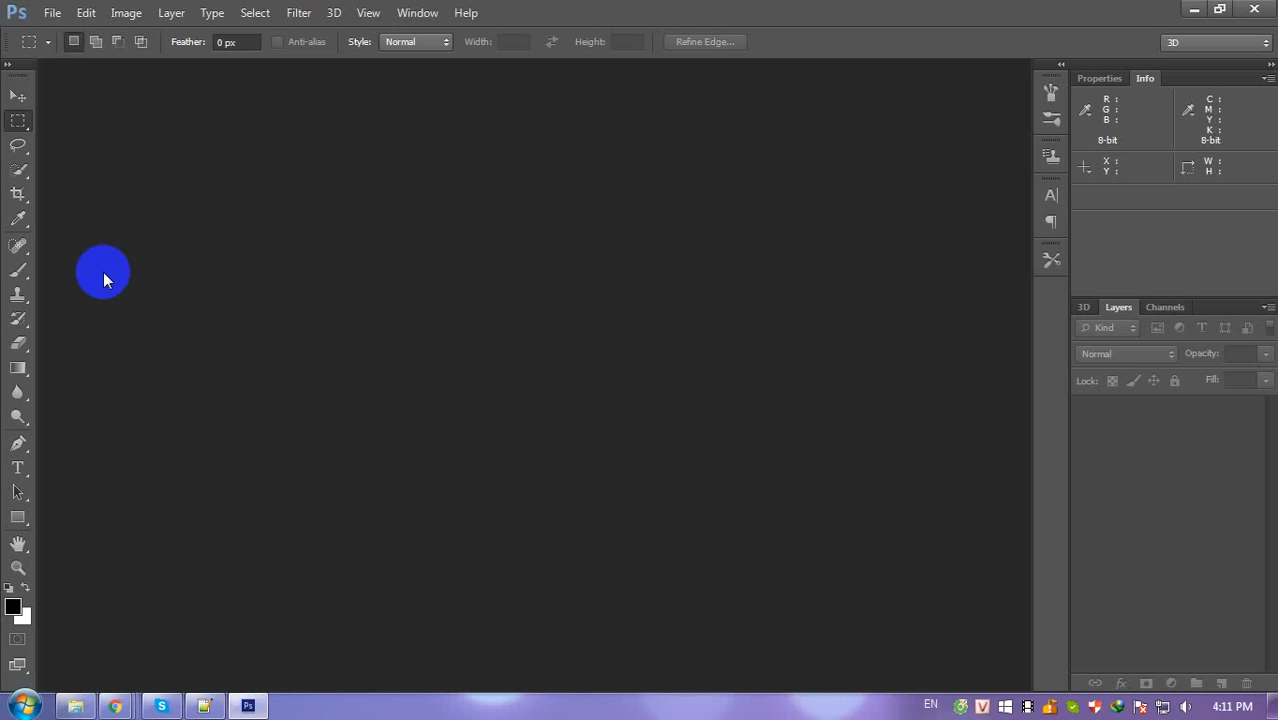 Ps File Edit Image Layer Type Select Filter 3D View Window Help
Feather: 0 px Anti-alias Style: Normal Width: Height: Refine Edge... 3D
Properties Info
R : C :
G : M :
B : Y :
K :
8-bit 8-bit
X : W :
Y : H :
A|
3D Layers Channels
Kind T
Normal Opacity:
Lock: Fill:
T
fx
S Ps EN V 4:11 PM